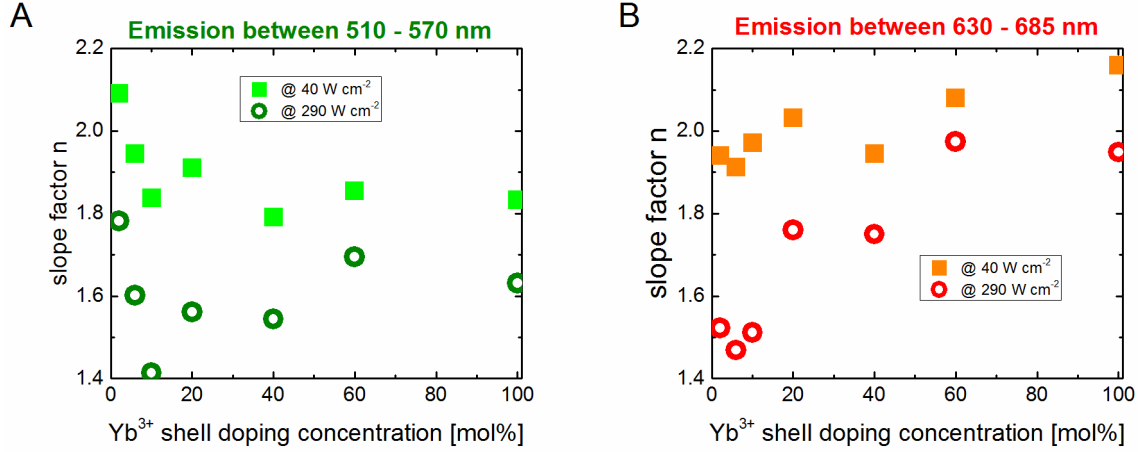 A
Emission between 510 - 570 nm
2.2
2.0
1.8
1.6
1.4
slope factor n
@ 40 W cm⁻²
@ 290 W cm⁻²
0 20 40 60 80 100
Yb³⁺ shell doping concentration [mol%]
B
Emission between 630 - 685 nm
2.2
2.0
1.8
1.6
1.4
slope factor n
@ 40 W cm⁻²
@ 290 W cm⁻²
0 20 40 60 80 100
Yb³⁺ shell doping concentration [mol%]